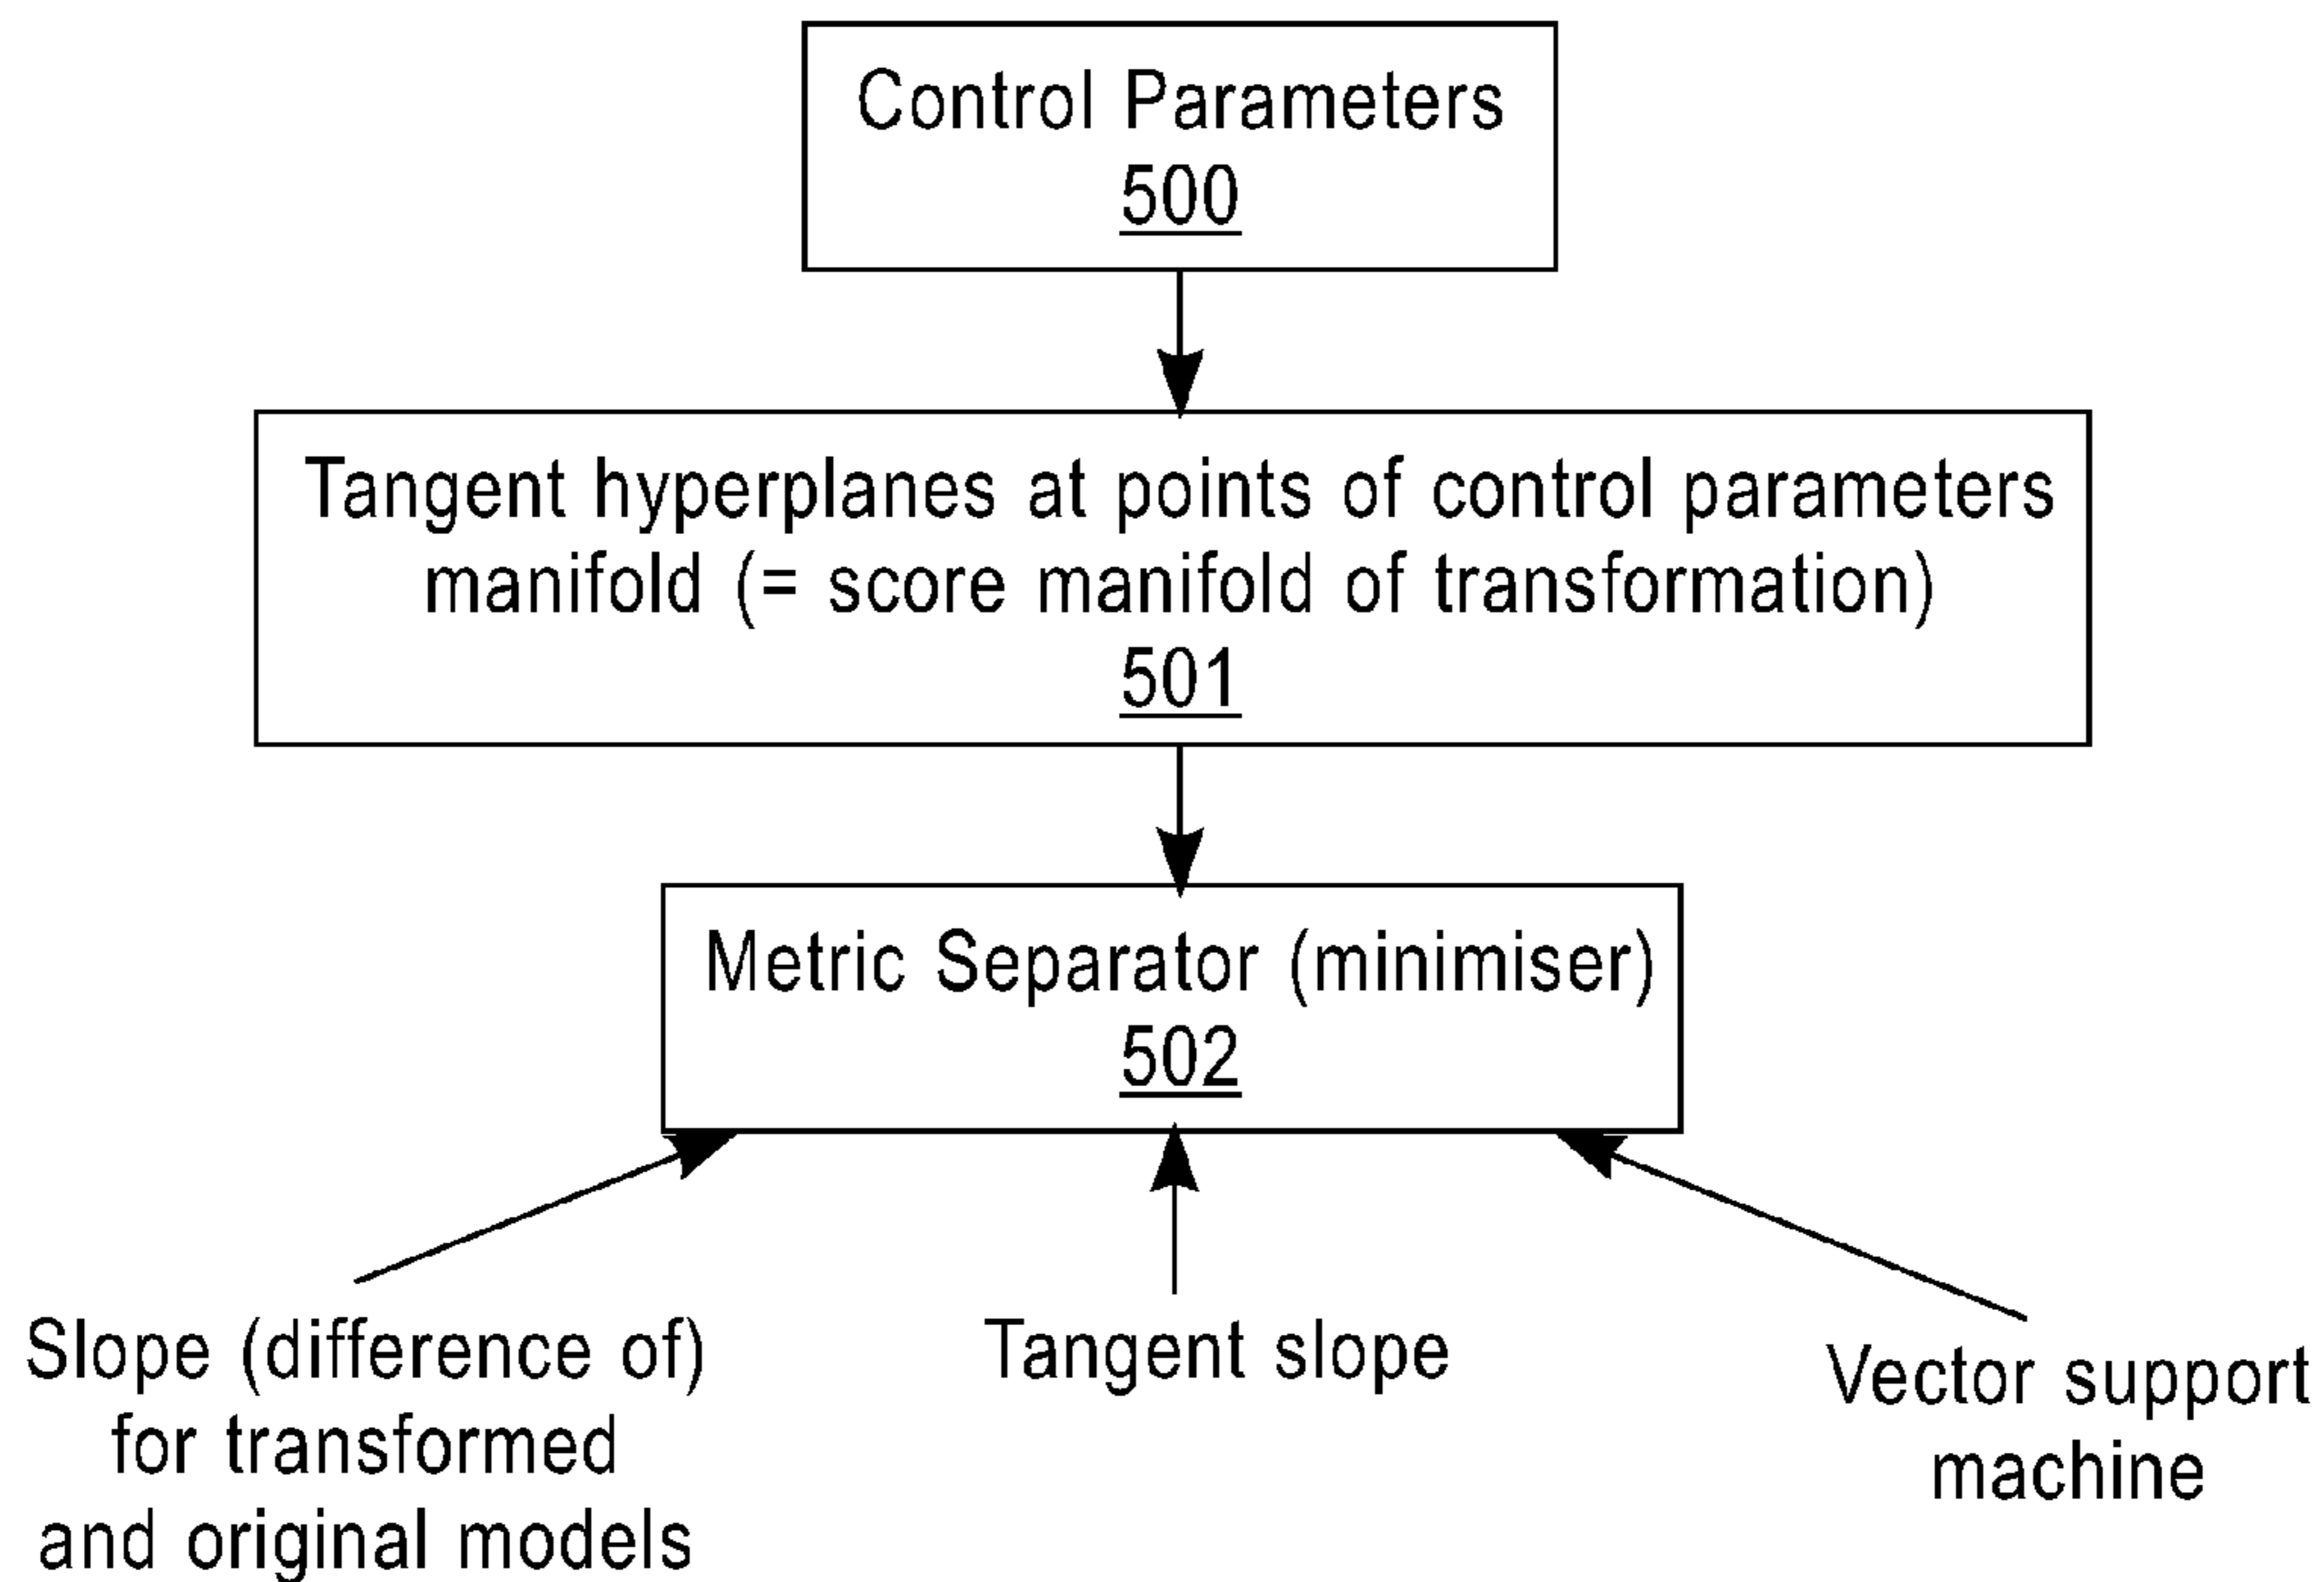 Control Parameters
500
Tangent hyperplanes at points of control parameters
manifold (= score manifold of transformation)
501
Metric Separator (minimiser)
502
Slope (difference of)
for transformed
and original models
Tangent slope
Vector support
machine